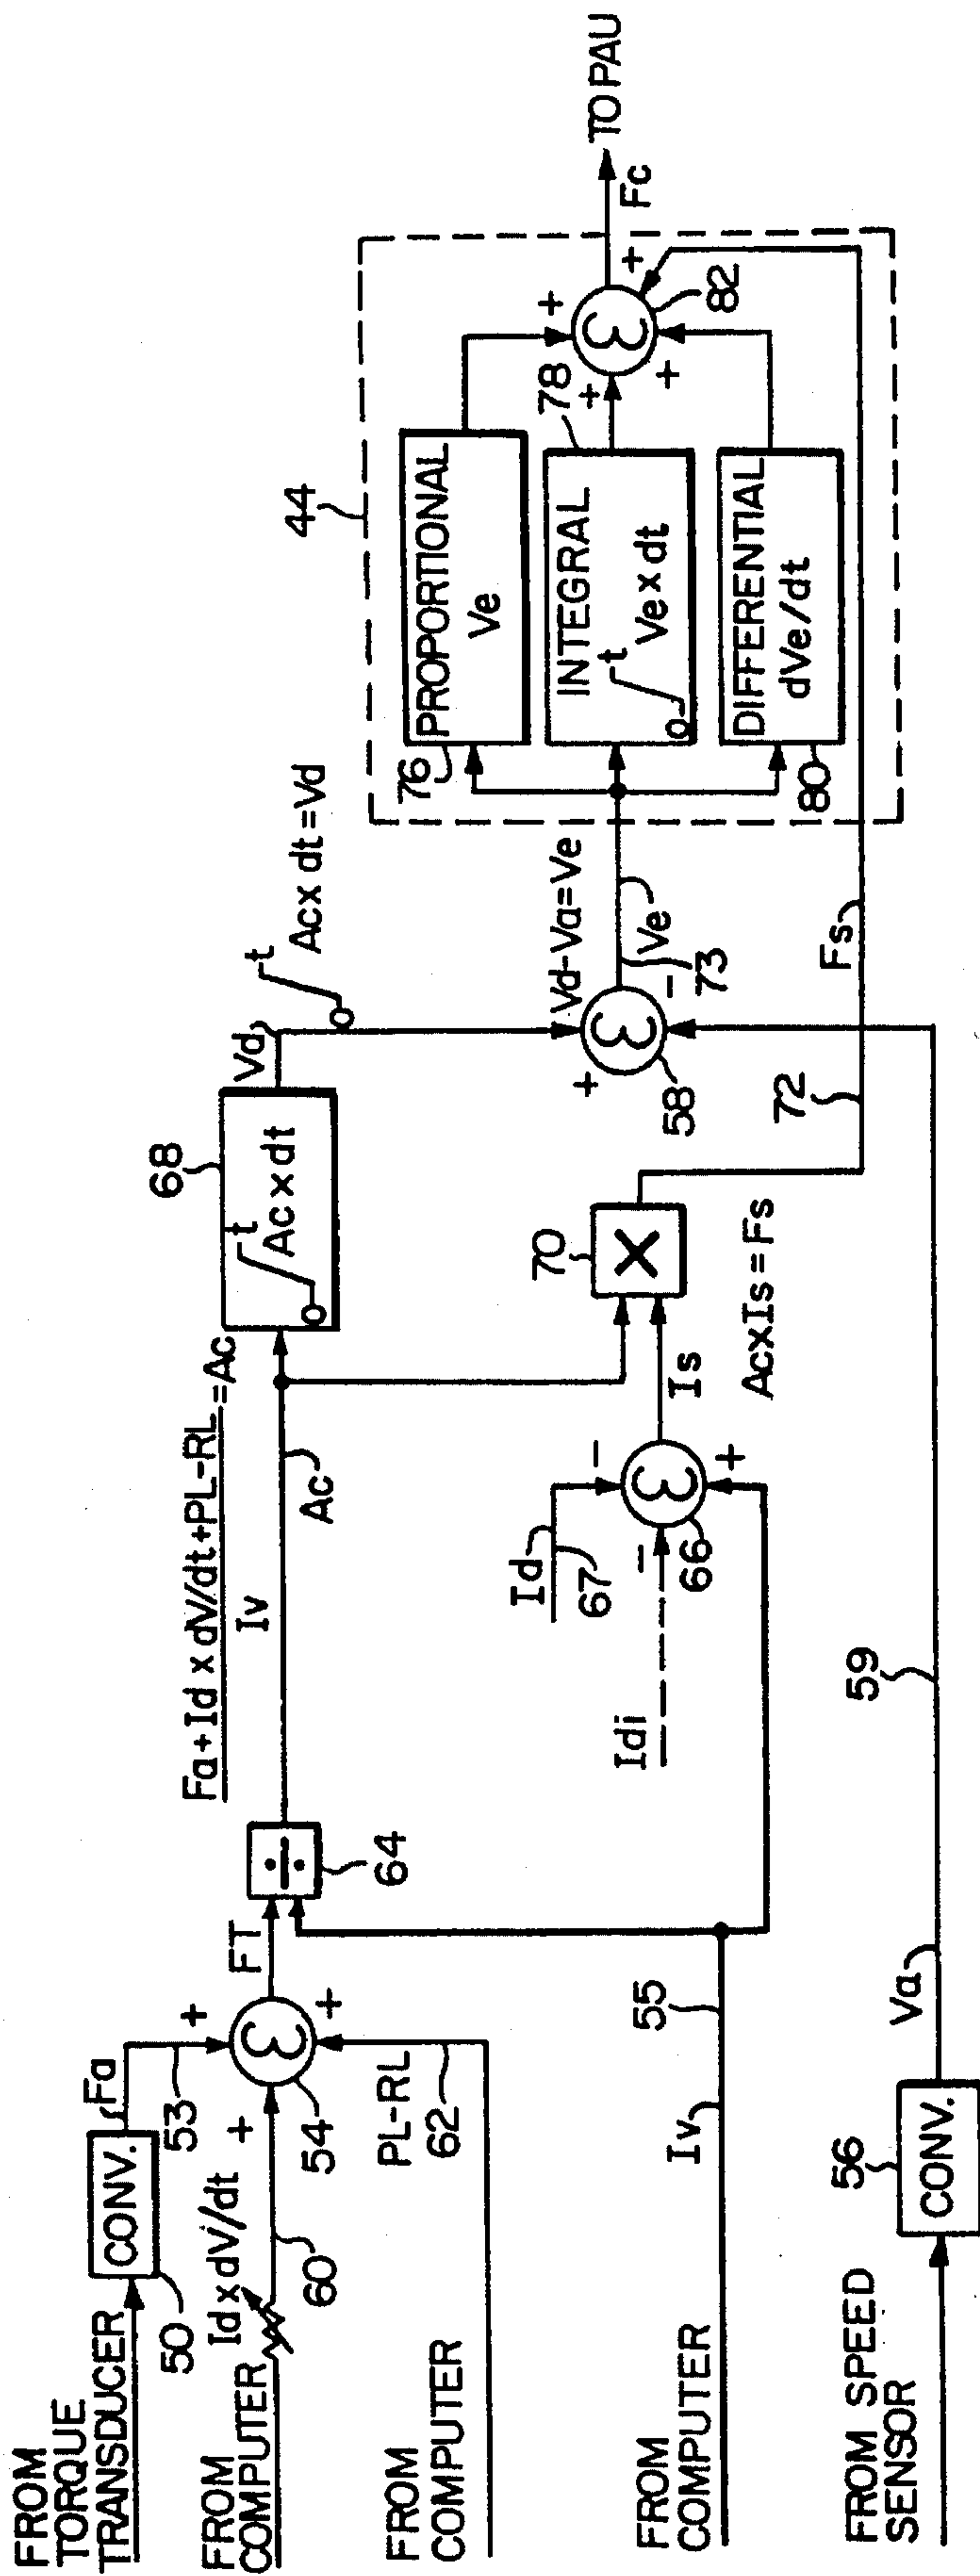 FROM
TORQUE
TRANSDUCER
CONV.
50
Fa
53
+
FROM
COMPUTER
Id x dV/dt
60
+
54
Σ
+
FT
FROM
COMPUTER
PL-RL
62
FROM
COMPUTER
Iv
55
FROM SPEED
SENSOR
CONV.
56
Va
59
÷
64
Fa+Id x dV/dt+PL-RL
Iv
=Ac
Ac
Id
67
−
Idi
−
Σ
66
+
Is
68
∫
t
O
Ac x dt
Vd
∫
t
O
Acx dt=Vd
70
X
AcxIs=Fs
72
Fs
+
Σ
58
−
73
Vd-Va=Ve
Ve
44
76
PROPORTIONAL
Ve
78
INTEGRAL
∫
t
O
Ve x dt
80
DIFFERENTIAL
dVe/dt
+
+
+
+
Σ
82
Fc
TO PAU